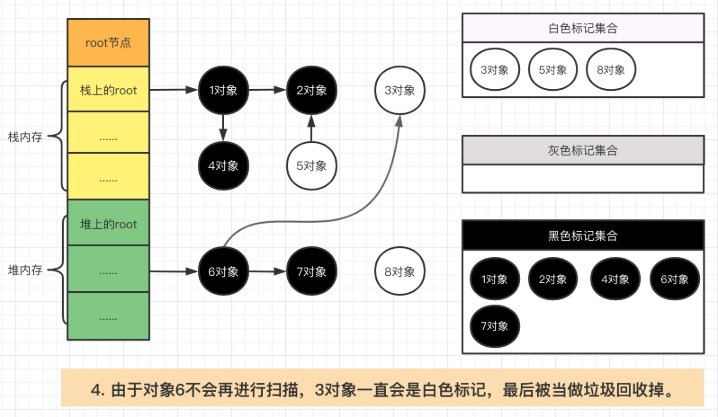 root节点
栈内存
栈上的root
......
......
堆内存
堆上的root
......
......
1对象
2对象
3对象
4对象
5对象
6对象
7对象
8对象
白色标记集合
3对象
5对象
8对象
灰色标记集合
黑色标记集合
1对象
2对象
4对象
6对象
7对象
4. 由于对象6不会再进行扫描，3对象一直会是白色标记，最后被当做垃圾回收掉。